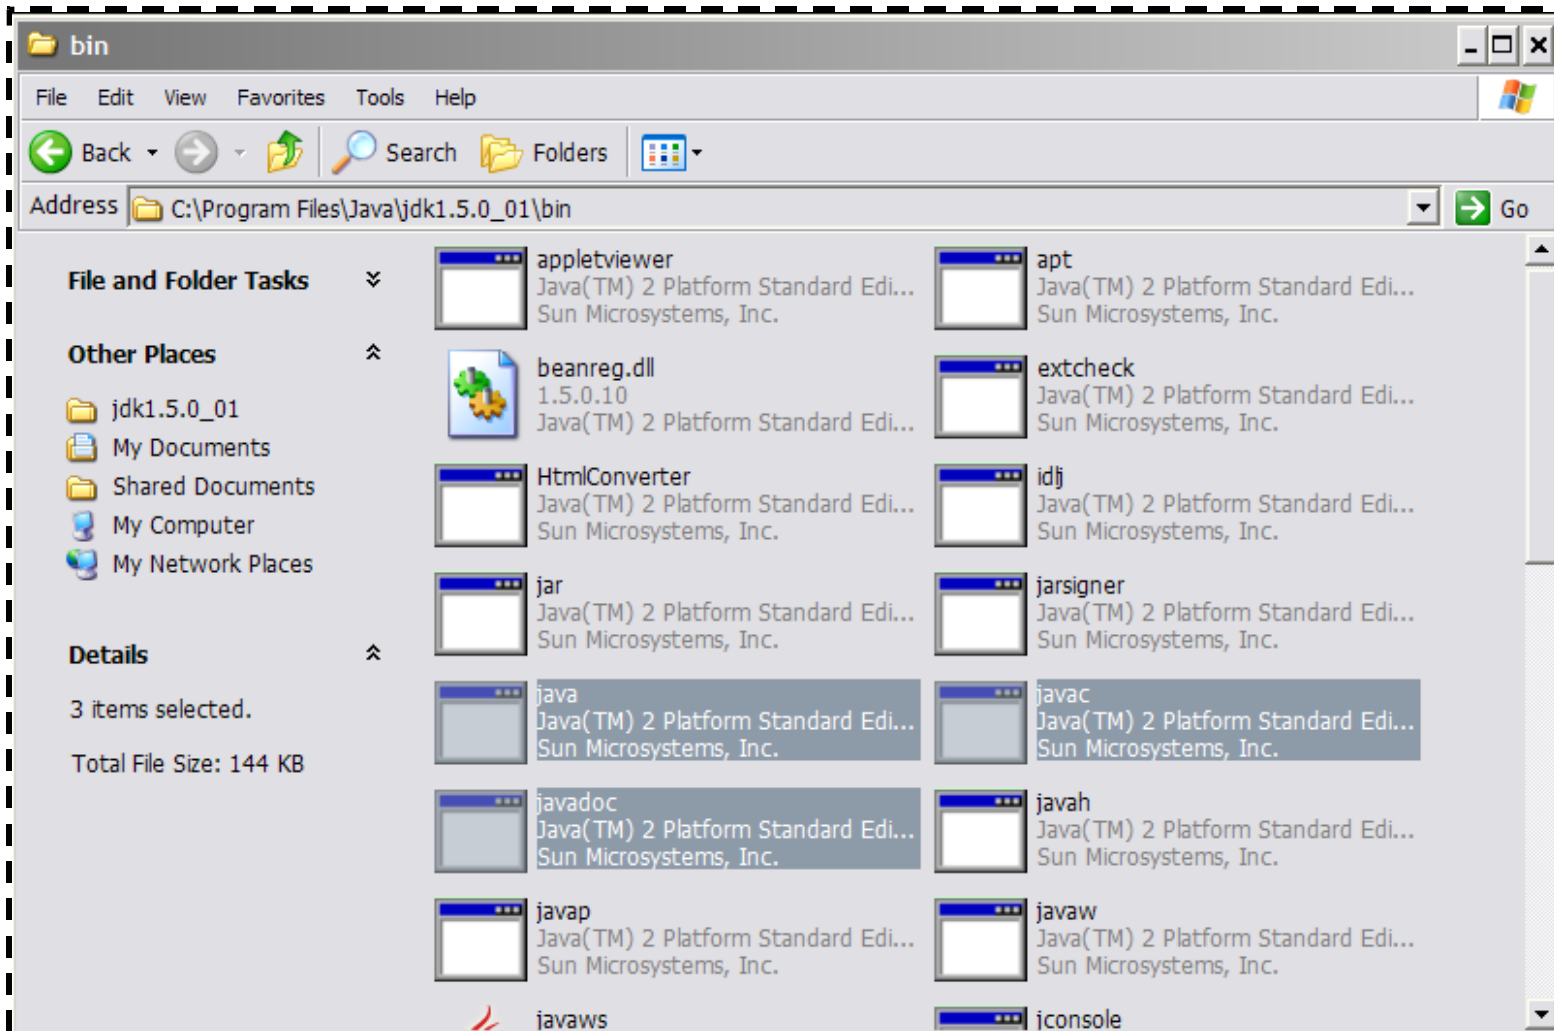 bin
File Edit View Favorites Tools Help
Back Search Folders
Address C:\Program Files\Java\jdk1.5.0_01\bin Go
File and Folder Tasks
Other Places
jdk1.5.0_01
My Documents
Shared Documents
My Computer
My Network Places
Details
3 items selected.
Total File Size: 144 KB
appletviewer
Java(TM) 2 Platform Standard Edi...
Sun Microsystems, Inc.
apt
Java(TM) 2 Platform Standard Edi...
Sun Microsystems, Inc.
beanreg.dll
1.5.0.10
Java(TM) 2 Platform Standard Edi...
extcheck
Java(TM) 2 Platform Standard Edi...
Sun Microsystems, Inc.
HtmlConverter
Java(TM) 2 Platform Standard Edi...
Sun Microsystems, Inc.
idlj
Java(TM) 2 Platform Standard Edi...
Sun Microsystems, Inc.
jar
Java(TM) 2 Platform Standard Edi...
Sun Microsystems, Inc.
jarsigner
Java(TM) 2 Platform Standard Edi...
Sun Microsystems, Inc.
java
Java(TM) 2 Platform Standard Edi...
Sun Microsystems, Inc.
javac
Java(TM) 2 Platform Standard Edi...
Sun Microsystems, Inc.
javadoc
Java(TM) 2 Platform Standard Edi...
Sun Microsystems, Inc.
javah
Java(TM) 2 Platform Standard Edi...
Sun Microsystems, Inc.
javap
Java(TM) 2 Platform Standard Edi...
Sun Microsystems, Inc.
javaw
Java(TM) 2 Platform Standard Edi...
Sun Microsystems, Inc.
javaws
jconsole